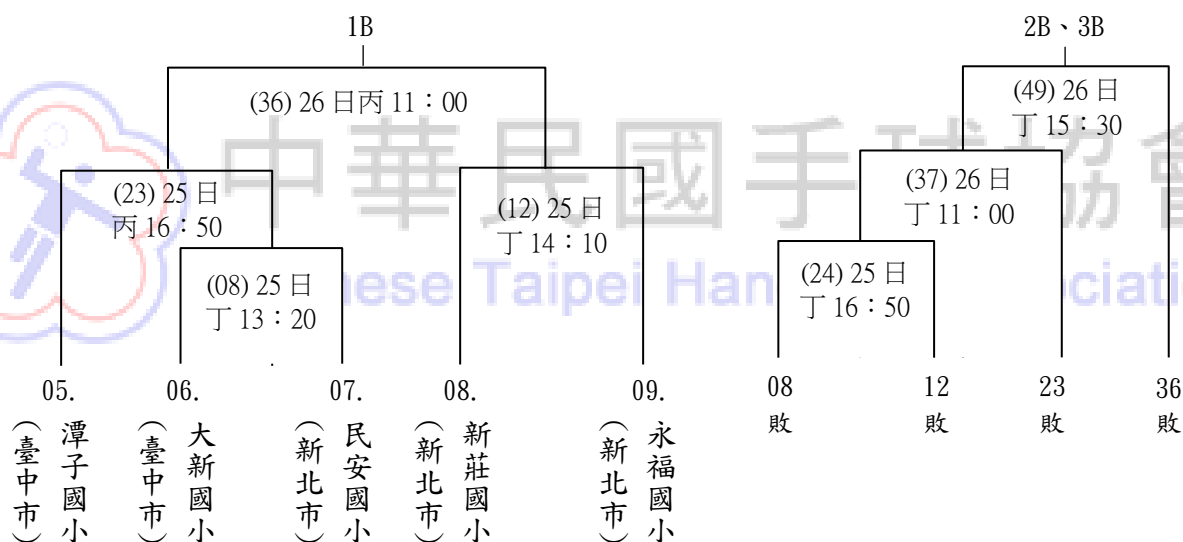 1B
2B、3B
(36) 26 日丙 11：00
(49) 26 日
丁 15：30
中華民國手球協會
(23) 25 日
丙 16：50
(12) 25 日
丁 14：10
(37) 26 日
丁 11：00
(08) 25 日
丁 13：20
(24) 25 日
丁 16：50
nese Taipei Han
ciati
05.
06.
07.
08.
09.
08
敗
12
敗
23
敗
36
敗
潭子國小
(臺中市)
大新國小
(臺中市)
民安國小
(新北市)
新莊國小
(新北市)
永福國小
(新北市)